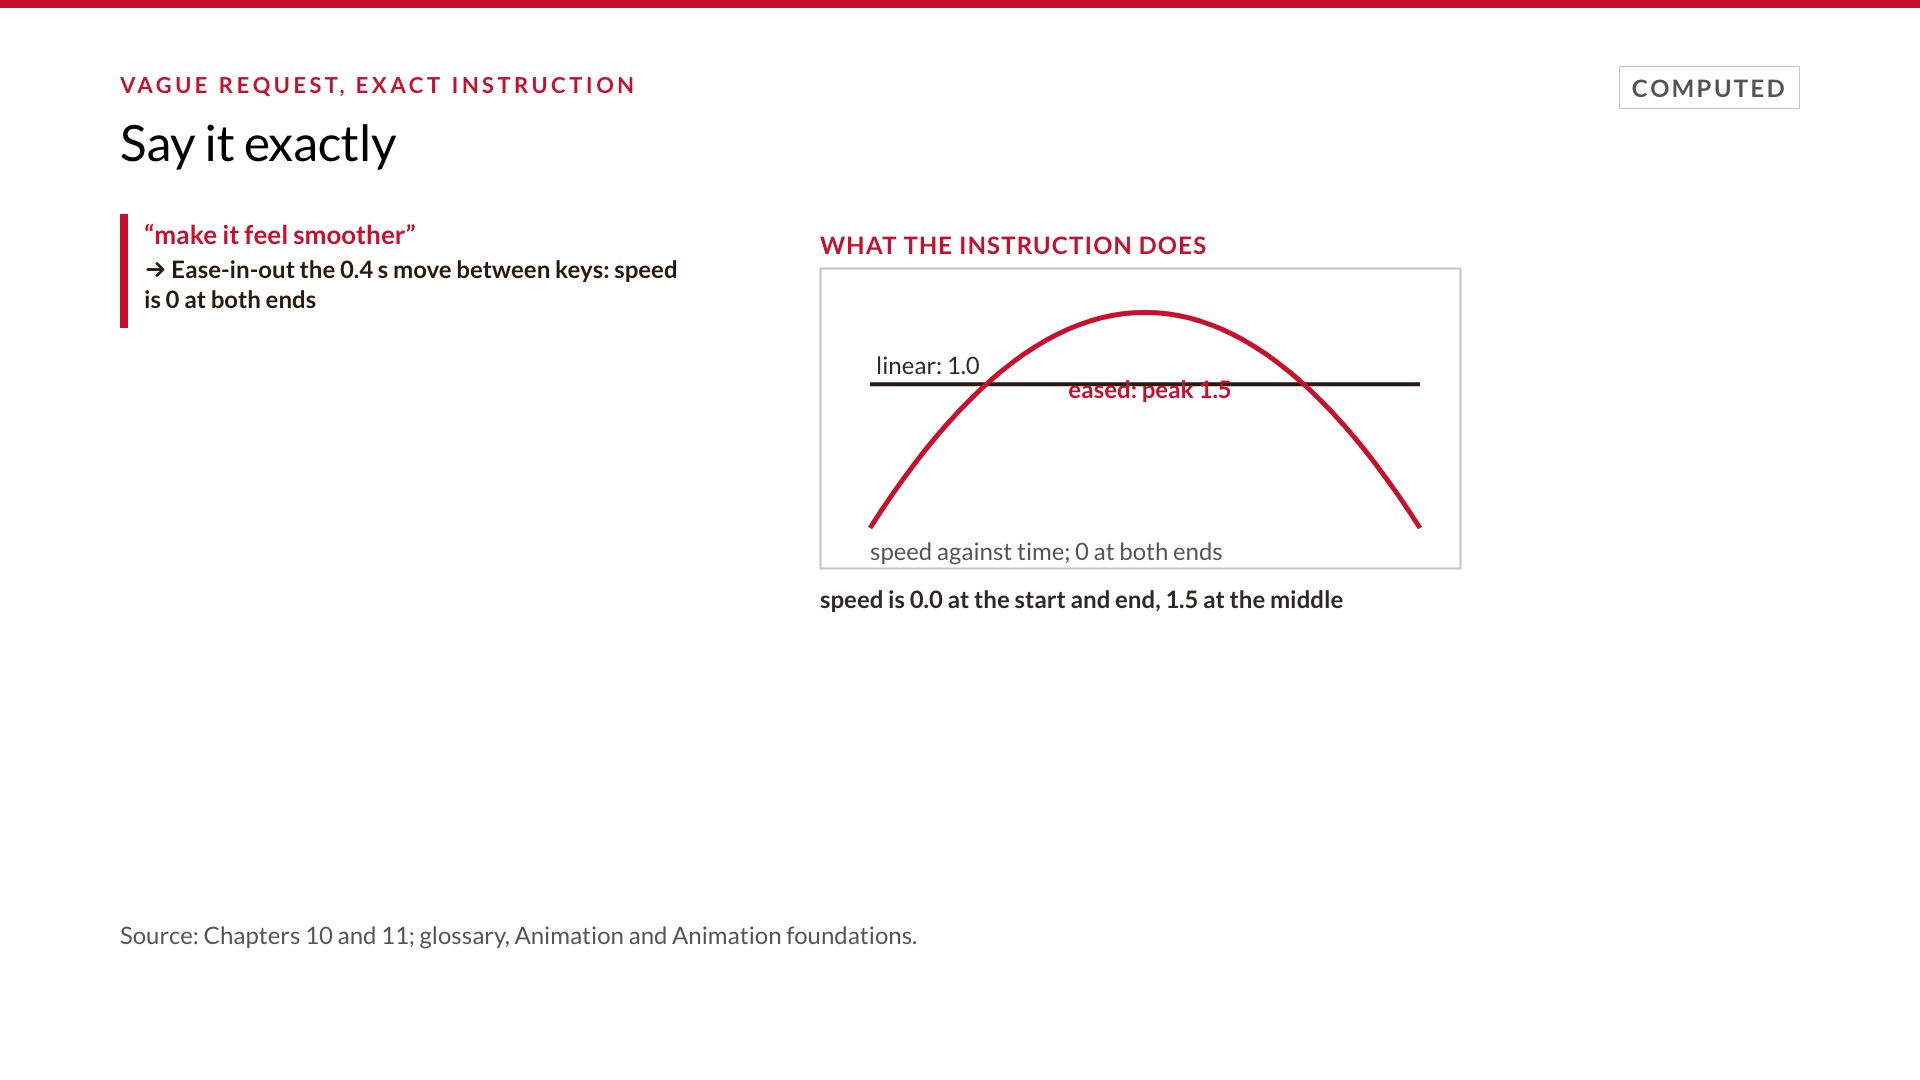 VAGUE REQUEST, EXACT INSTRUCTION
COMPUTED
Say it exactly
“make it feel smoother”
→ Ease-in-out the 0.4 s move between keys: speed
is 0 at both ends
WHAT THE INSTRUCTION DOES
linear: 1.0
eased: peak 1.5
speed against time; 0 at both ends
speed is 0.0 at the start and end, 1.5 at the middle
Source: Chapters 10 and 11; glossary, Animation and Animation foundations.